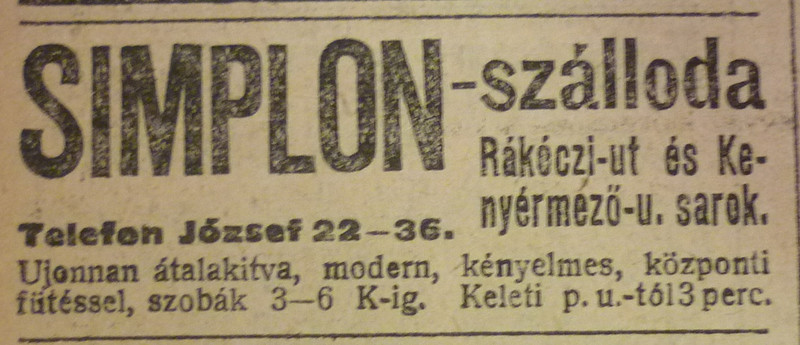 SIMPLON-szálloda
Rákóczi-ut és Ke-
nyérmező-u. sarok.
Telefon József 22—36.
Ujonnan átalakitva, modern, kényelmes, központi
fűtéssel, szobák 3—6 K-ig. Keleti p. u.-tól 3 perc.